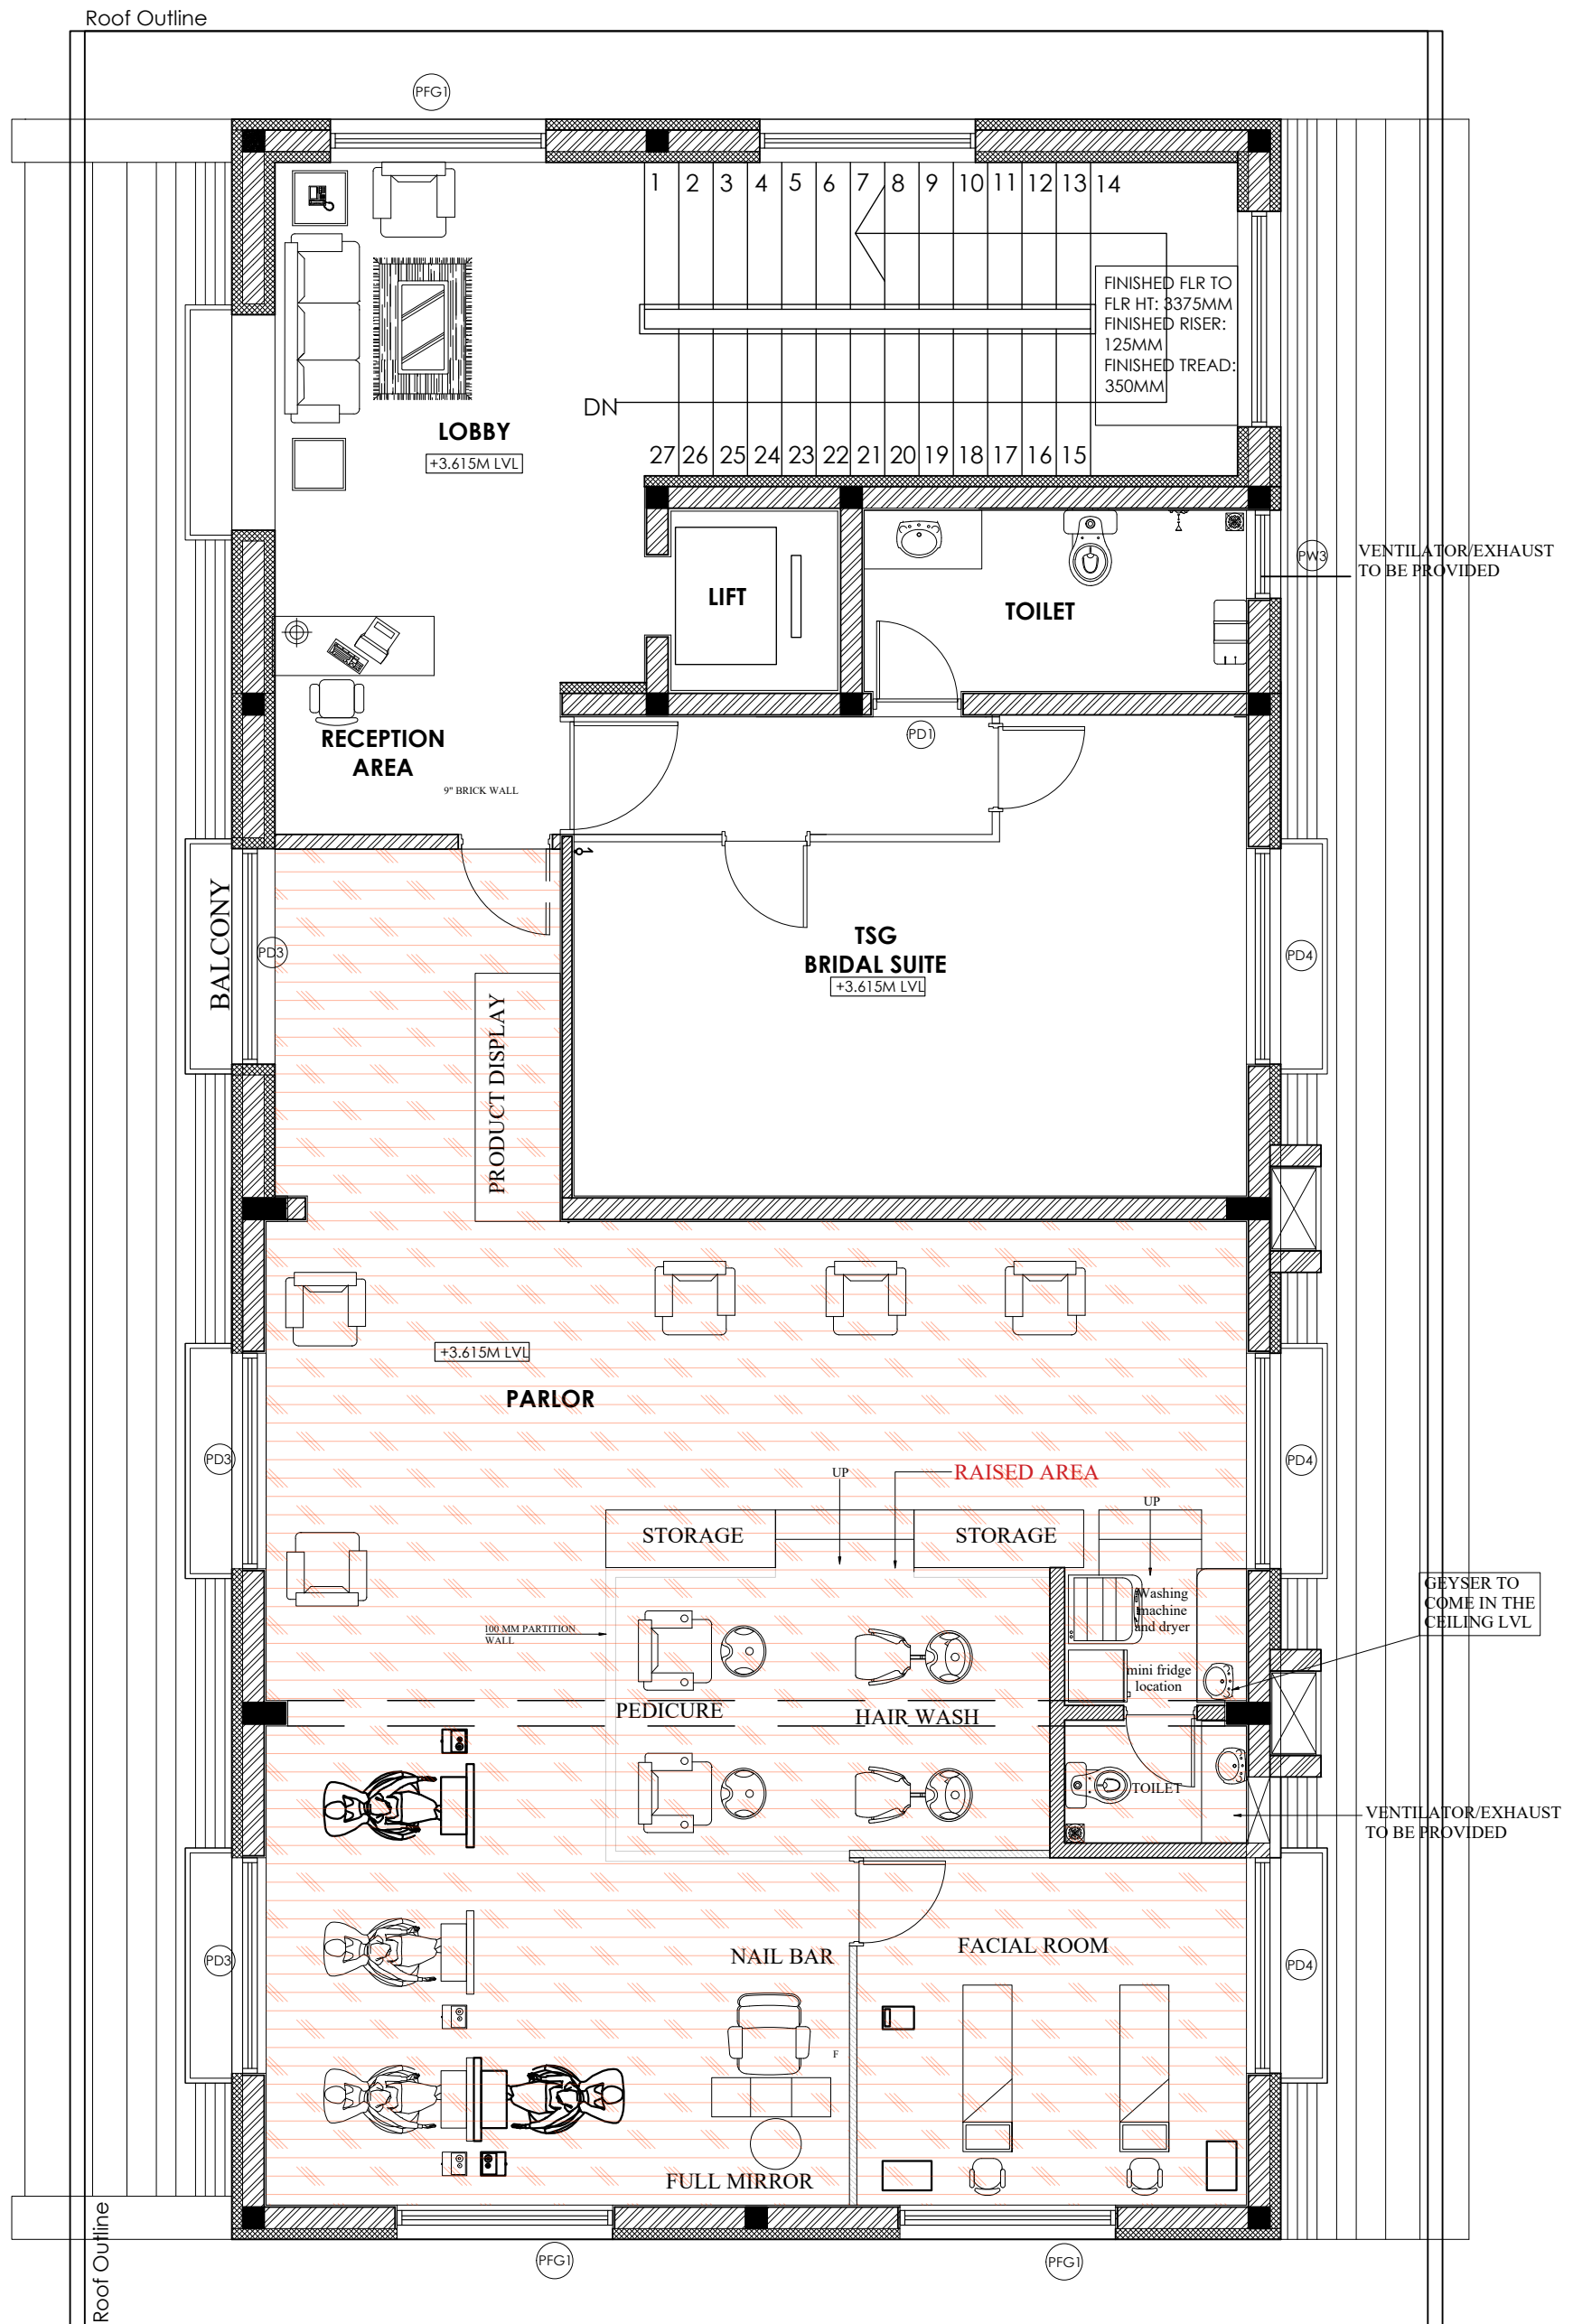 Roof Outline
PFG1
1 2 3 4 5 6 7 8 9 10 11 12 13 14
FINISHED FLR TO
FLR HT: 3375MM
FINISHED RISER:
125MM
FINISHED TREAD:
350MM
DN
LOBBY
+3.615M LVL
27 26 25 24 23 22 21 20 19 18 17 16 15
LIFT
TOILET
PW3
VENTILATOR/EXHAUST
TO BE PROVIDED
RECEPTION
AREA
9" BRICK WALL
PD1
BALCONY
PD3
TSG
BRIDAL SUITE
+3.615M LVL
PD4
PRODUCT DISPLAY
+3.615M LVL
PARLOR
PD3
PD4
UP
RAISED AREA
UP
STORAGE
STORAGE
Washing
machine
and dryer
GEYSER TO
COME IN THE
CEILING LVL
100 MM PARTITION
WALL
mini fridge
location
PEDICURE
HAIR WASH
TOILET
VENTILATOR/EXHAUST
TO BE PROVIDED
NAIL BAR
FACIAL ROOM
PD3
PD4
F
FULL MIRROR
Roof Outline
PFG1
PFG1